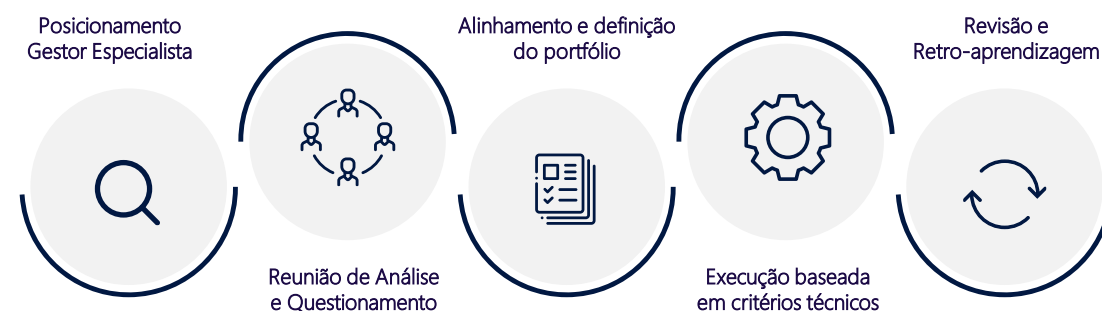 Posicionamento
Gestor Especialista
Reunião de Análise
e Questionamento
Alinhamento e definição
do portfólio
Execução baseada
em critérios técnicos
Revisão e
Retro-aprendizagem